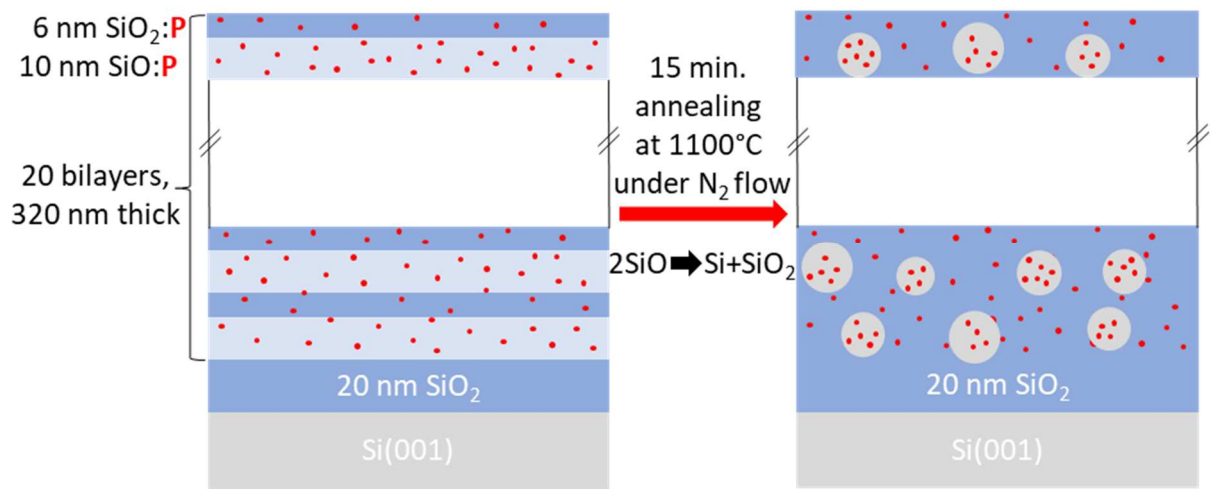 6 nm SiO₂:P
10 nm SiO:P
20 bilayers,
320 nm thick
20 nm SiO₂
Si(001)
15 min.
annealing
at 1100°C
under N₂ flow
2SiO➡Si+SiO₂
20 nm SiO₂
Si(001)